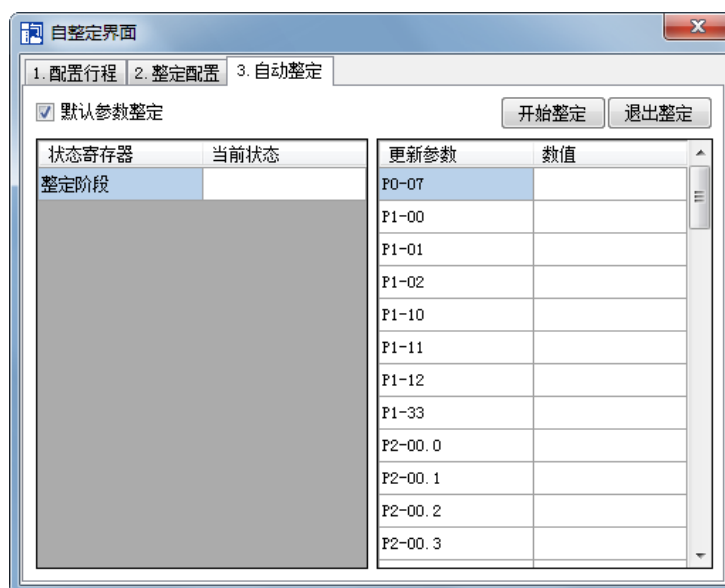 自整定界面
1.配置行程 2.整定配置 3.自动整定
默认参数整定 开始整定 退出整定
状态寄存器 当前状态 更新参数 数值
整定阶段 P0-07
P1-00
P1-01
P1-02
P1-10
P1-11
P1-12
P1-33
P2-00.0
P2-00.1
P2-00.2
P2-00.3